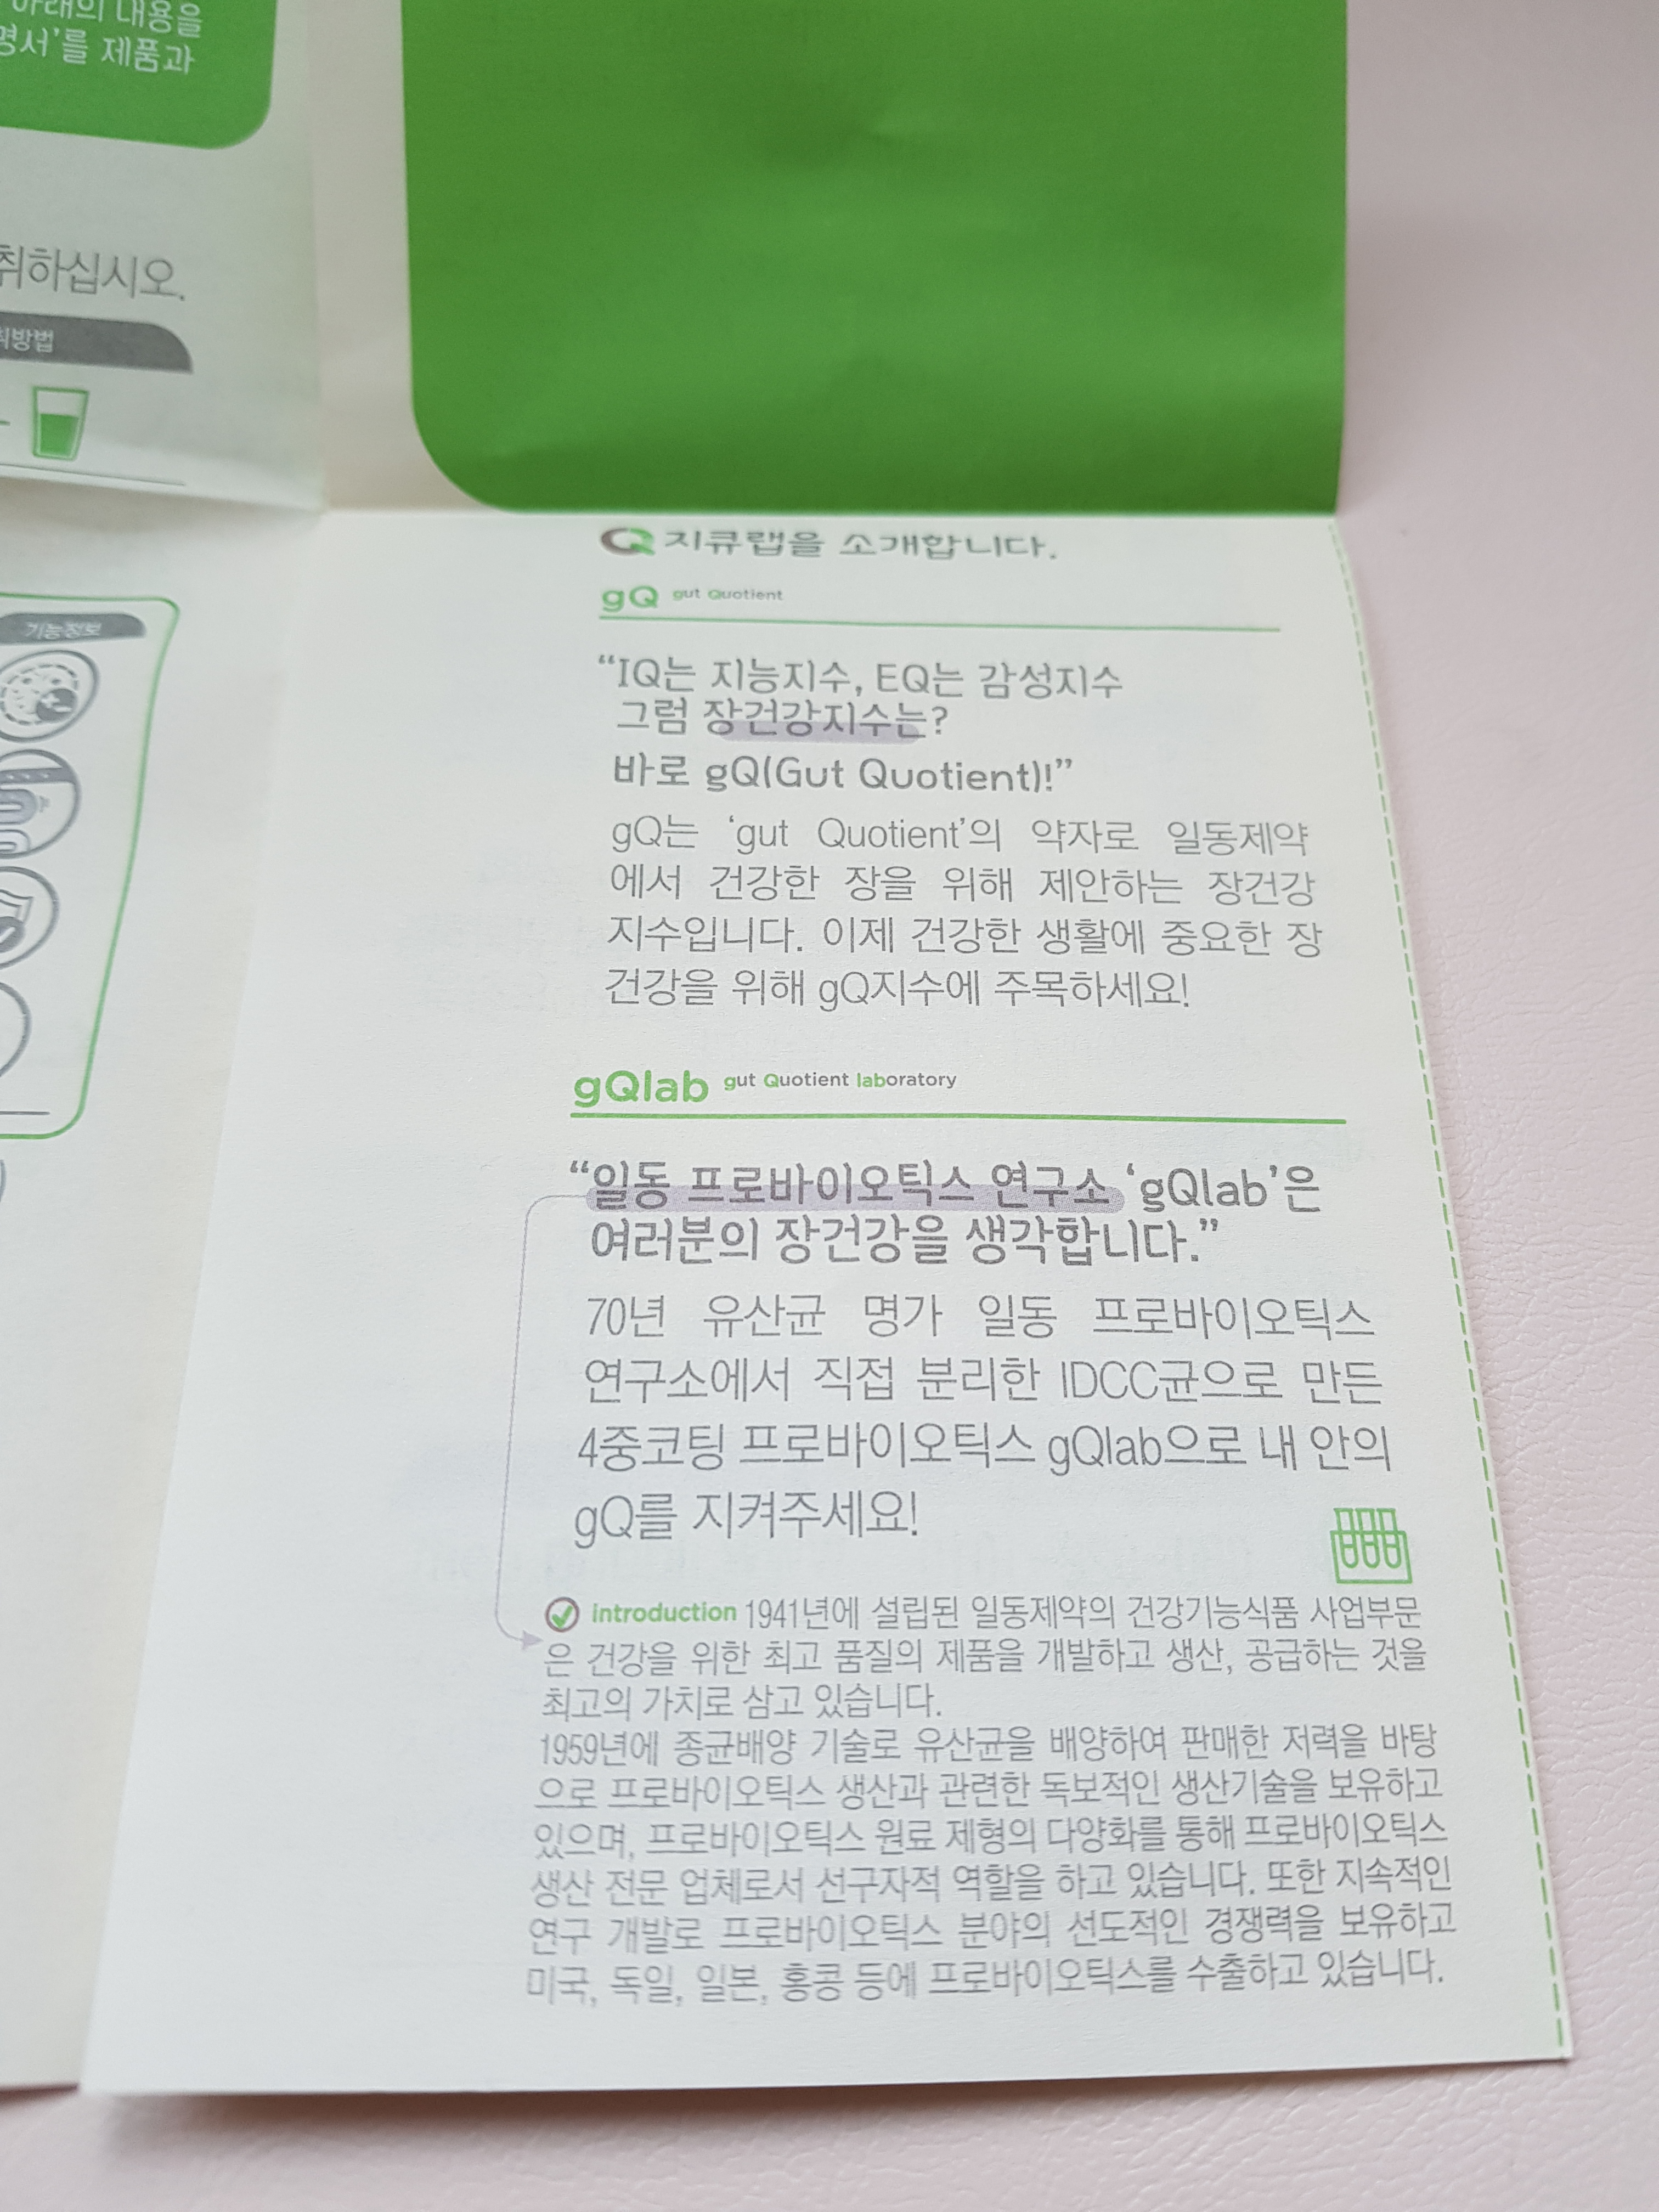 아래의 내용을
명서'를 제품과
취하십시오.
취방법
기능정보
지큐랩을 소개합니다.
gQ gut Quotient
“IQ는 지능지수, EQ는 감성지수
그럼 장건강지수는?
바로 gQ(Gut Quotient)!”
gQ는 ‘gut Quotient’의 약자로 일동제약
에서 건강한 장을 위해 제안하는 장건강
지수입니다. 이제 건강한 생활에 중요한 장
건강을 위해 gQ지수에 주목하세요!
gQlab gut Quotient laboratory
“일동 프로바이오틱스 연구소 ‘gQlab’은
여러분의 장건강을 생각합니다.”
70년 유산균 명가 일동 프로바이오틱스
연구소에서 직접 분리한 IDCC균으로 만든
4중코팅 프로바이오틱스 gQlab으로 내 안의
gQ를 지켜주세요!
introduction 1941년에 설립된 일동제약의 건강기능식품 사업부문
은 건강을 위한 최고 품질의 제품을 개발하고 생산, 공급하는 것을
최고의 가치로 삼고 있습니다.
1959년에 종균배양 기술로 유산균을 배양하여 판매한 저력을 바탕
으로 프로바이오틱스 생산과 관련한 독보적인 생산기술을 보유하고
있으며, 프로바이오틱스 원료 제형의 다양화를 통해 프로바이오틱스
생산 전문 업체로서 선구자적 역할을 하고 있습니다. 또한 지속적인
연구 개발로 프로바이오틱스 분야의 선도적인 경쟁력을 보유하고
미국, 독일, 일본, 홍콩 등에 프로바이오틱스를 수출하고 있습니다.